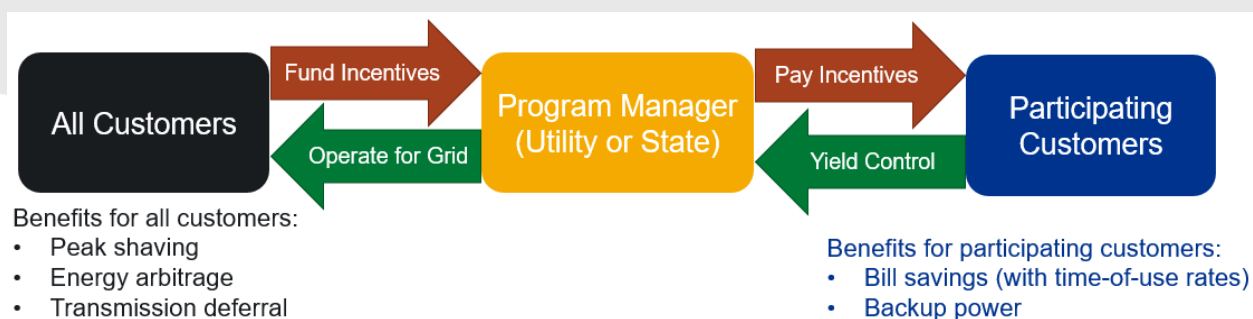 All Customers
Fund Incentives
Operate for Grid
Program Manager
(Utility or State)
Pay Incentives
Yield Control
Participating
Customers
Benefits for all customers:
• Peak shaving
• Energy arbitrage
• Transmission deferral
Benefits for participating customers:
• Bill savings (with time-of-use rates)
• Backup power